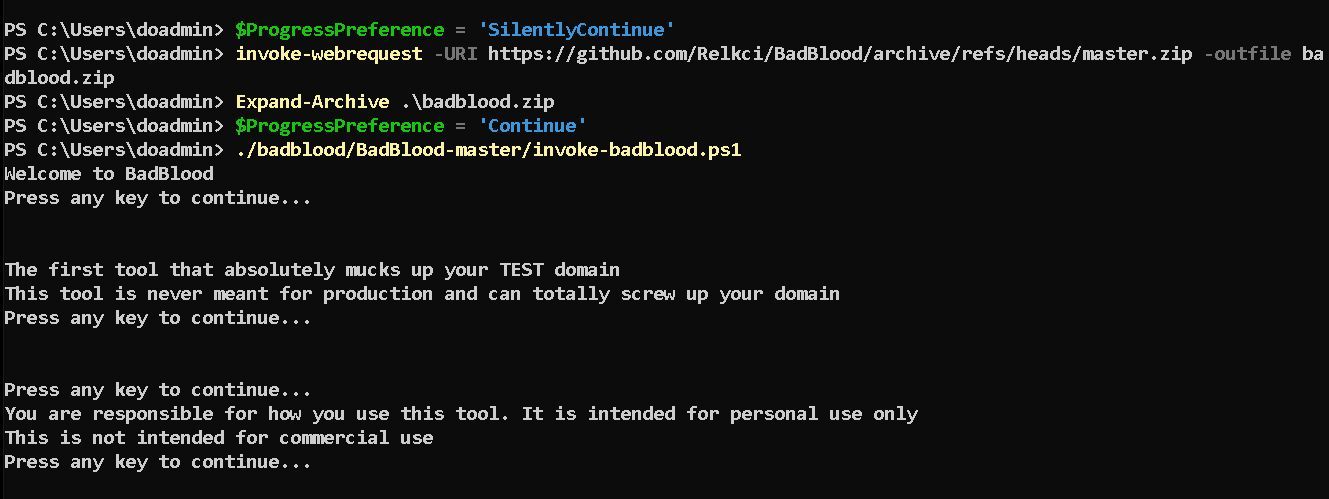 PS C:\Users\doadmin> $ProgressPreference = 'SilentlyContinue'
PS C:\Users\doadmin> invoke-webrequest -URI https://github.com/Relkci/BadBlood/archive/refs/heads/master.zip -outfile ba
dblood.zip
PS C:\Users\doadmin> Expand-Archive .\badblood.zip
PS C:\Users\doadmin> $ProgressPreference = 'Continue'
PS C:\Users\doadmin> ./badblood/BadBlood-master/invoke-badblood.ps1
Welcome to BadBlood
Press any key to continue...
The first tool that absolutely mucks up your TEST domain
This tool is never meant for production and can totally screw up your domain
Press any key to continue...
Press any key to continue...
You are responsible for how you use this tool. It is intended for personal use only
This is not intended for commercial use
Press any key to continue...